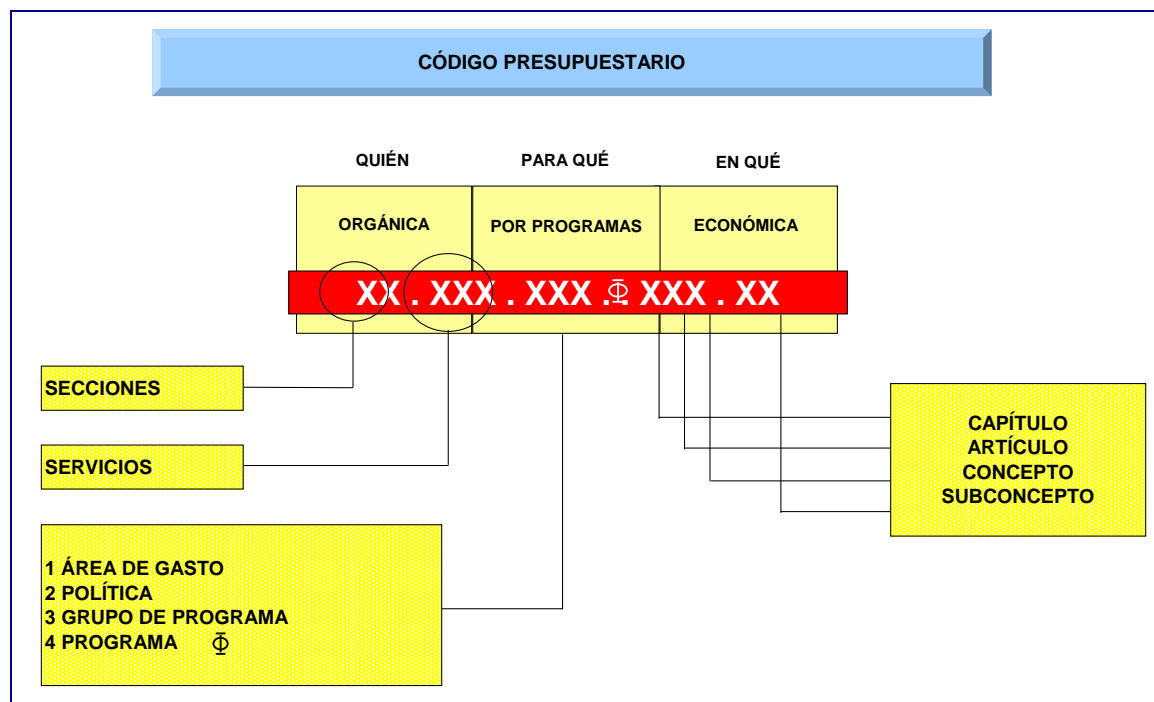 CÓDIGO PRESUPUESTARIO
QUIÉN PARA QUÉ EN QUÉ
ORGÁNICA POR PROGRAMAS ECONÓMICA
XX . XXX . XXX .Φ. XXX . XX
SECCIONES
SERVICIOS
1 ÁREA DE GASTO
2 POLÍTICA
3 GRUPO DE PROGRAMA
4 PROGRAMA Φ
CAPÍTULO
ARTÍCULO
CONCEPTO
SUBCONCEPTO